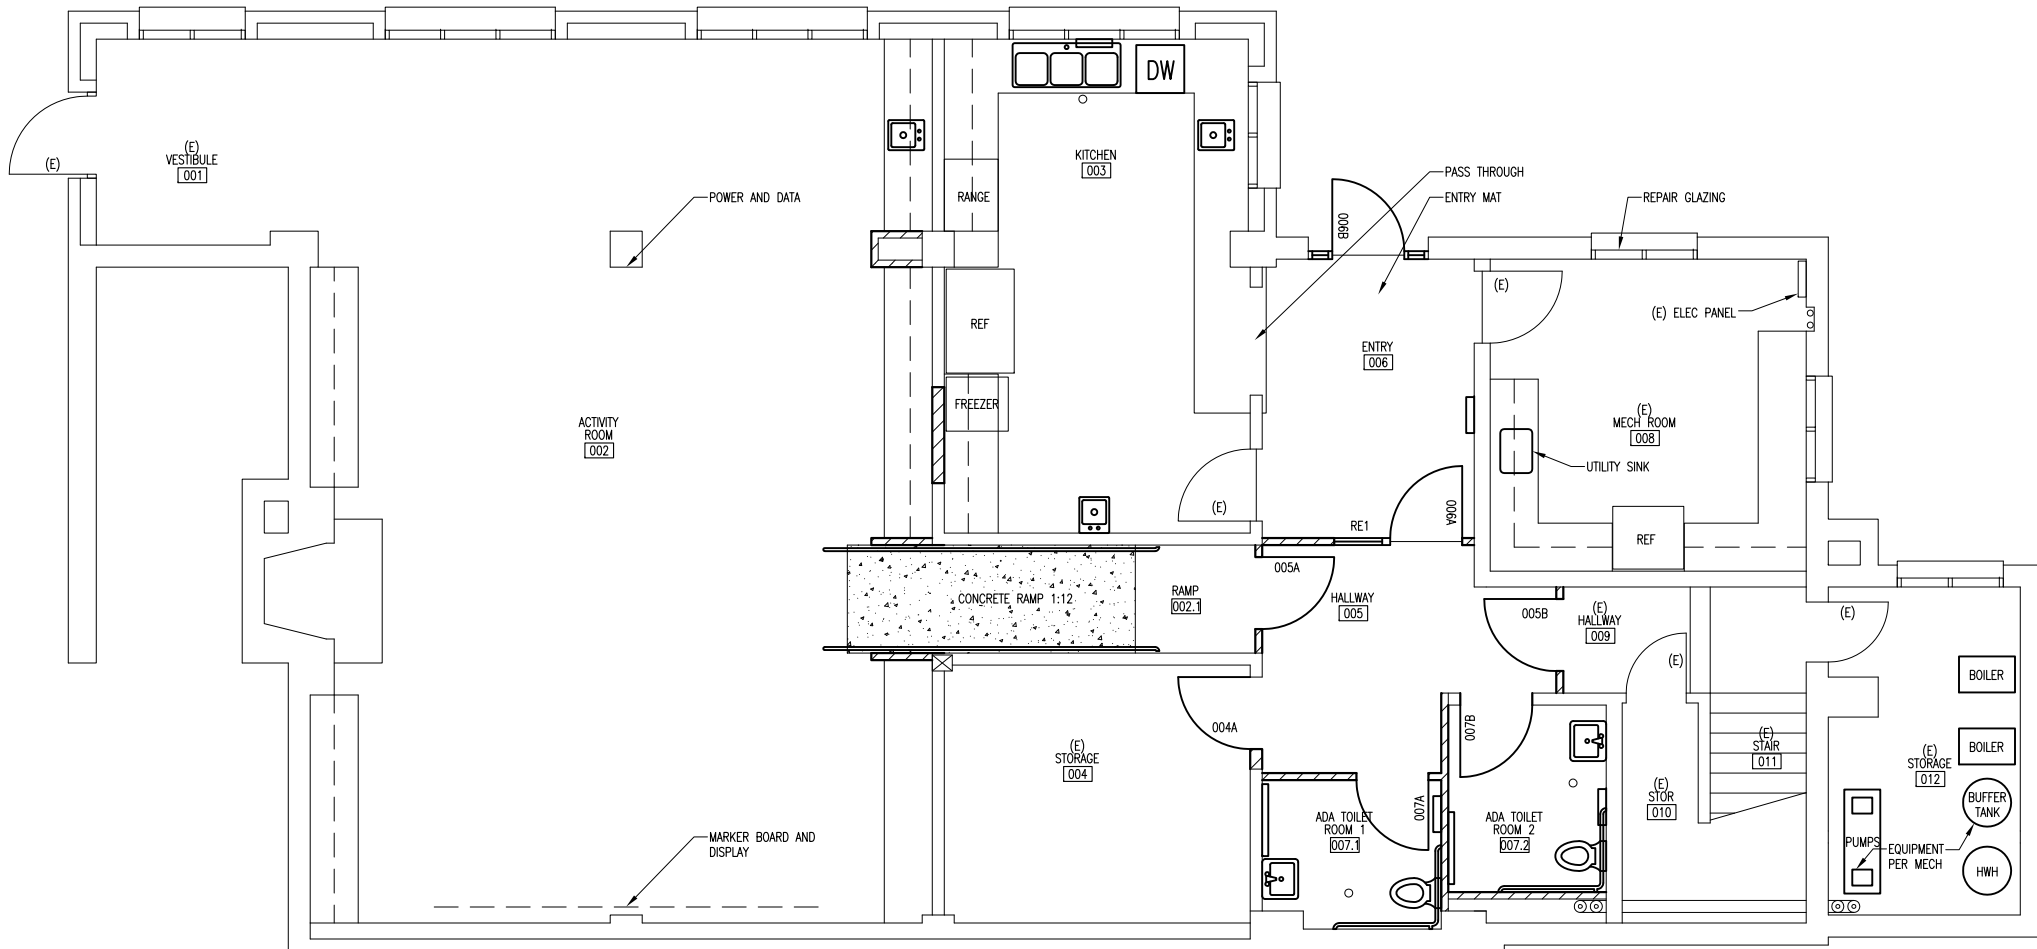 DW
(E)
(E)
VESTIBULE
001
KITCHEN
003
RANGE
POWER AND DATA
PASS THROUGH
ENTRY MAT
REPAIR GLAZING
006B
(E)
(E) ELEC PANEL
REF
ENTRY
006
FREEZER
ACTIVITY
ROOM
002
(E)
MECH ROOM
008
UTILITY SINK
(E)
006A
RE1
REF
005A
CONCRETE RAMP 1:12
RAMP
002.1
HALLWAY
005
005B
(E)
HALLWAY
009
(E)
(E)
BOILER
004A
007B
(E)
STORAGE
004
(E)
STAIR
011
BOILER
(E)
STORAGE
012
(E)
STOR
010
BUFFER
TANK
007A
ADA TOILET
ROOM 1
007.1
ADA TOILET
ROOM 2
007.2
MARKER BOARD AND
DISPLAY
PUMPS
EQUIPMENT
PER MECH
HWH